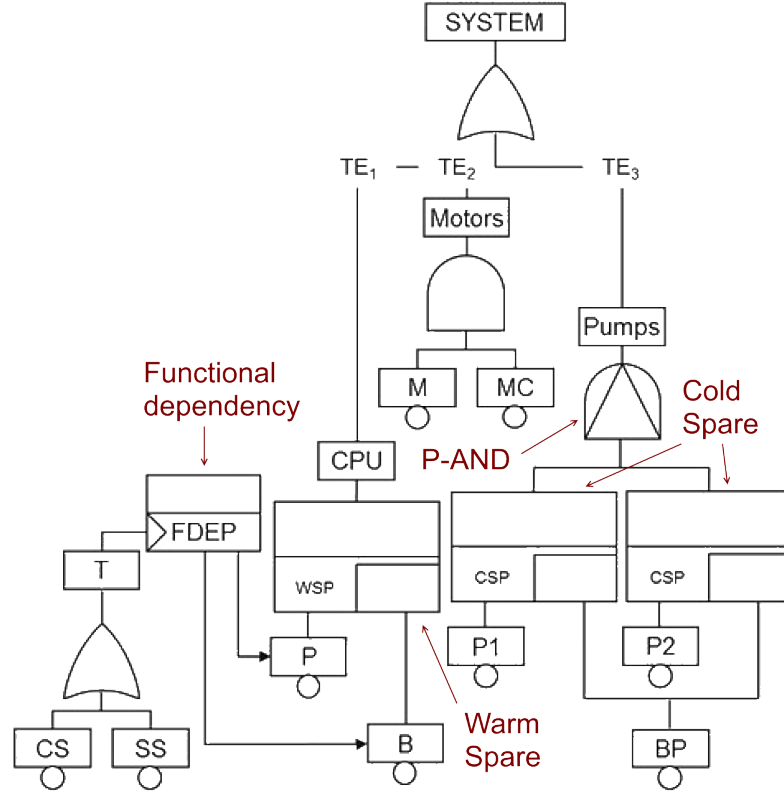 SYSTEM
TE₁ TE₂ TE₃
Motors
Pumps
Functional
dependency
M MC
Cold
Spare
P-AND
CPU
FDEP
T
WSP
CSP
CSP
P
P1
P2
Warm
Spare
CS SS
B
BP